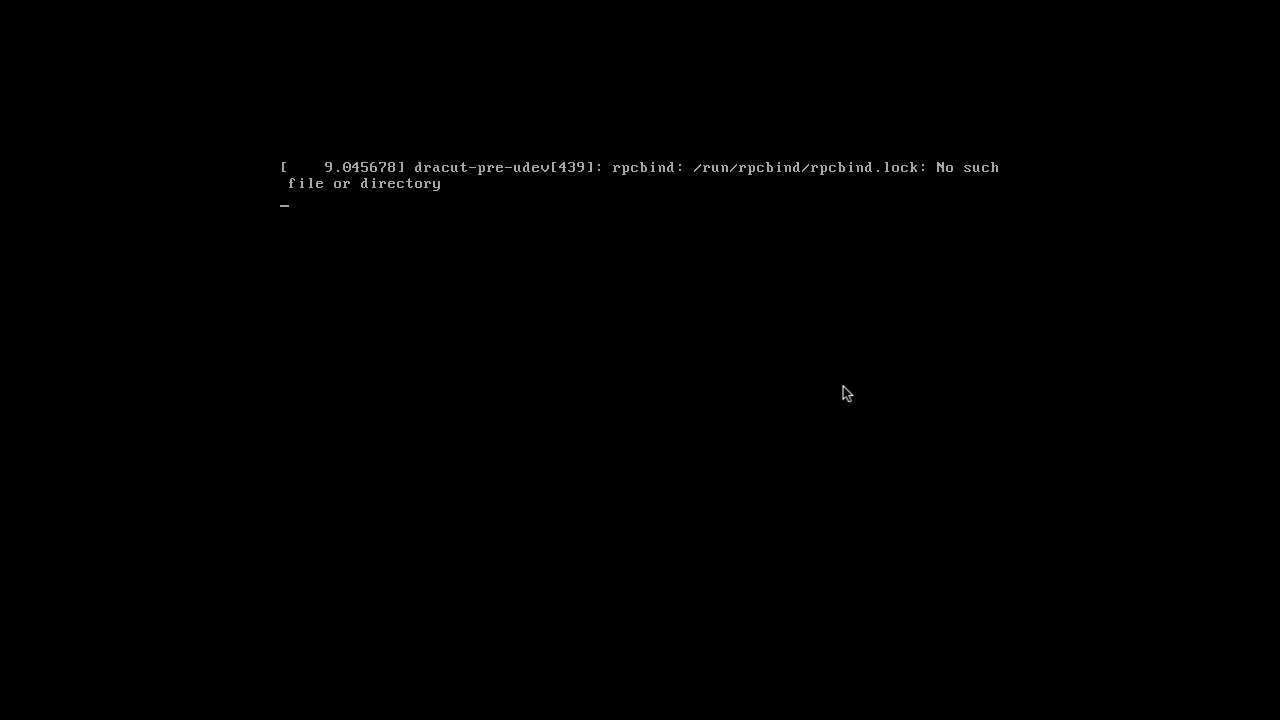 [    9.045678] dracut-pre-udev[439]: rpcbind: /run/rpcbind/rpcbind.lock: No such
 file or directory
_